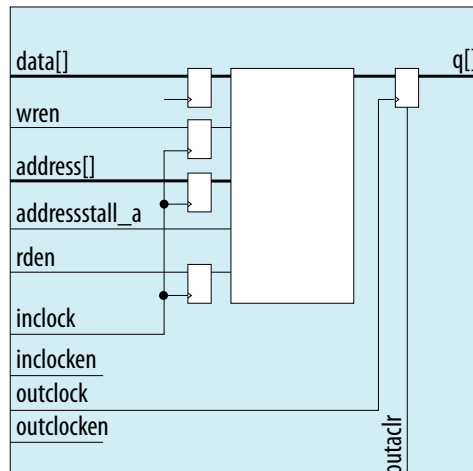 data[]
q[]
wren
address[]
addressstall_a
rden
inclock
inclocken
outclock
outclocken
outaclr